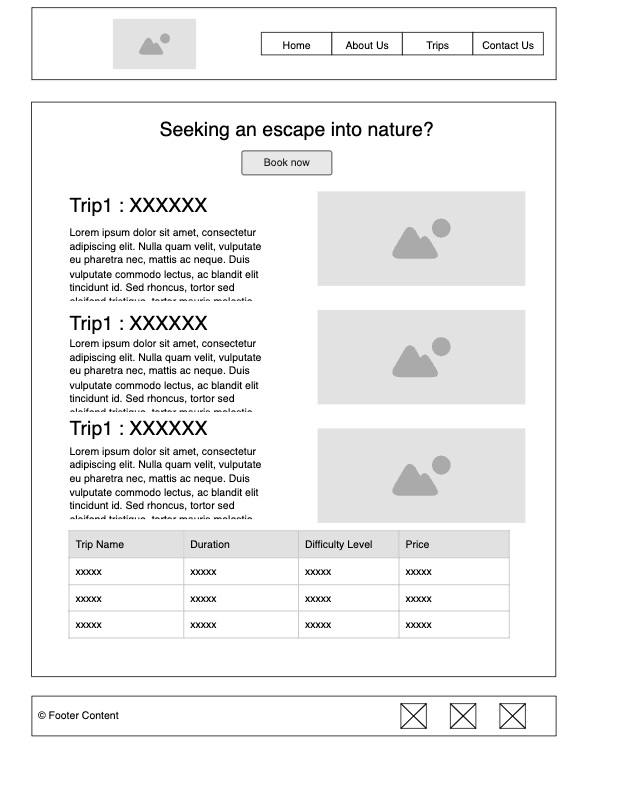 Home About Us Trips Contact Us
Seeking an escape into nature?
Book now
Trip1 : XXXXXX
Lorem ipsum dolor sit amet, consectetur
adipiscing elit. Nulla quam velit, vulputate
eu pharetra nec, mattis ac neque. Duis
vulputate commodo lectus, ac blandit elit
tincidunt id. Sed rhoncus, tortor sed
Trip1 : XXXXXX
Lorem ipsum dolor sit amet, consectetur
adipiscing elit. Nulla quam velit, vulputate
eu pharetra nec, mattis ac neque. Duis
vulputate commodo lectus, ac blandit elit
tincidunt id. Sed rhoncus, tortor sed
Trip1 : XXXXXX
Lorem ipsum dolor sit amet, consectetur
adipiscing elit. Nulla quam velit, vulputate
eu pharetra nec, mattis ac neque. Duis
vulputate commodo lectus, ac blandit elit
tincidunt id. Sed rhoncus, tortor sed
Trip Name Duration Difficulty Level Price
xxxxx xxxxx xxxxx xxxxx
xxxxx xxxxx xxxxx xxxxx
xxxxx xxxxx xxxxx xxxxx
© Footer Content